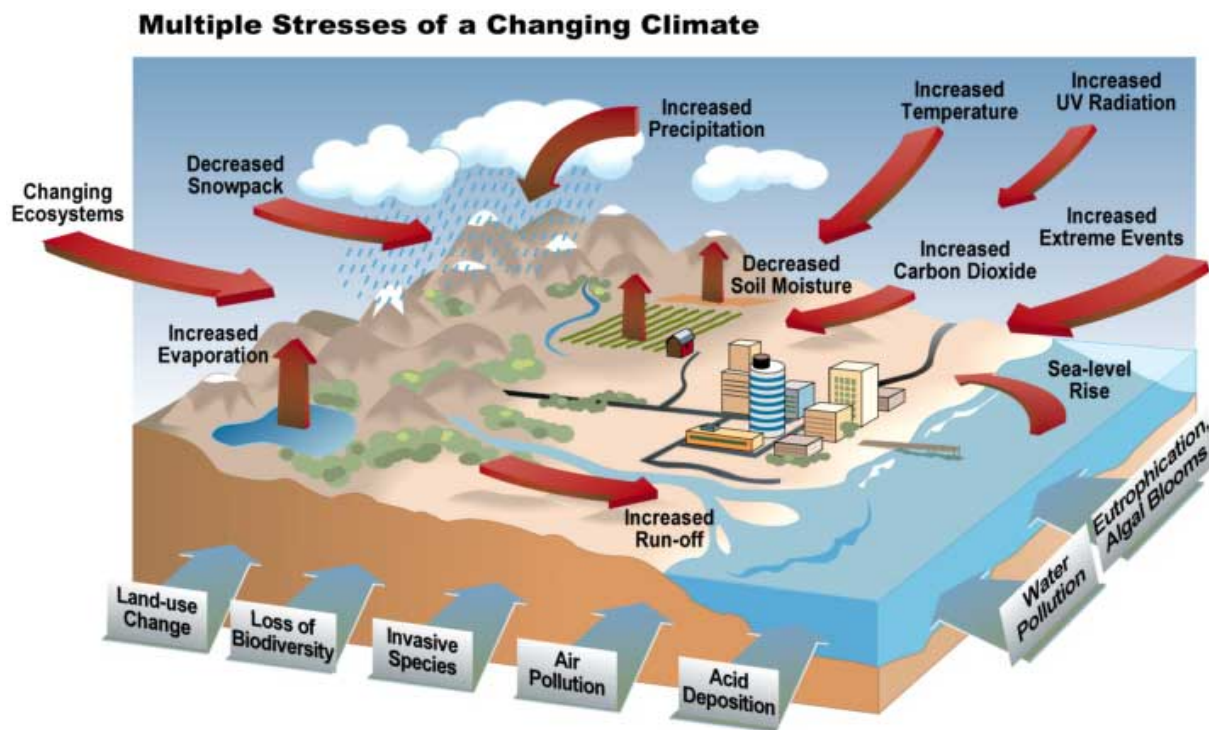 Multiple Stresses of a Changing Climate
Increased
Precipitation
Increased
Temperature
Increased
UV Radiation
Decreased
Snowpack
Changing
Ecosystems
Increased
Extreme Events
Decreased
Soil Moisture
Increased
Carbon Dioxide
Increased
Evaporation
Sea-level
Rise
Increased
Run-off
Land-use
Change
Loss of
Biodiversity
Invasive
Species
Air
Pollution
Acid
Deposition
Water
Pollution
Eutrophication,
Algal Blooms